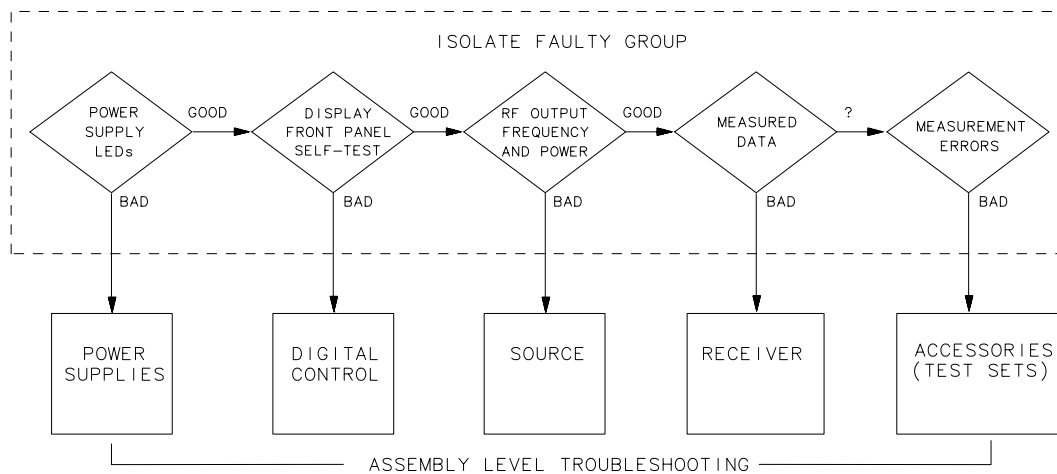 ISOLATE FAULTY GROUP
POWER
SUPPLY
LEDs
GOOD
DISPLAY
FRONT PANEL
SELF-TEST
GOOD
RF OUTPUT
FREQUENCY
AND POWER
GOOD
MEASURED
DATA
?
MEASUREMENT
ERRORS
BAD
BAD
BAD
BAD
BAD
POWER
SUPPLIES
DIGITAL
CONTROL
SOURCE
RECEIVER
ACCESSORIES
(TEST SETS)
ASSEMBLY LEVEL TROUBLESHOOTING